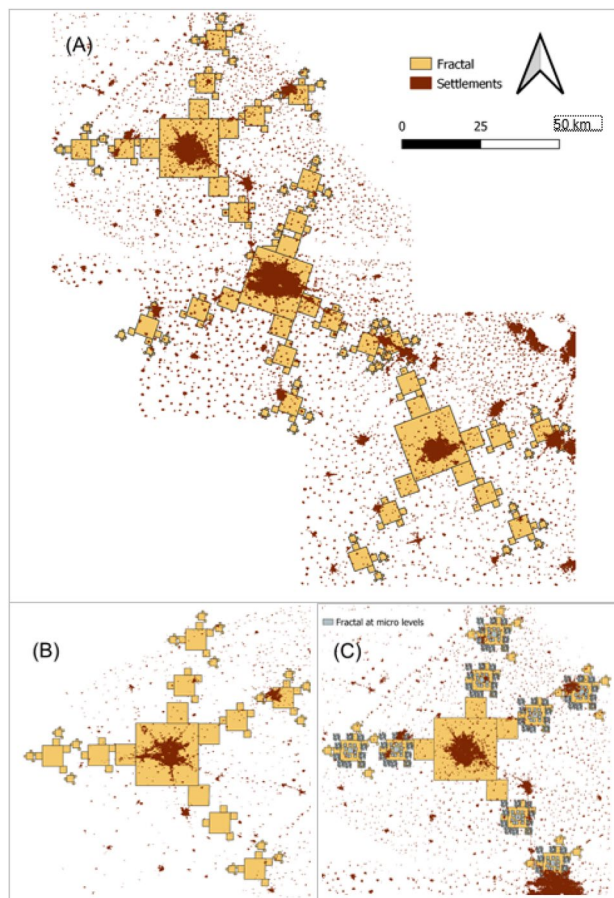 (A)
Fractal
Settlements
50 km
0 25
(B)
Fractal at micro levels
(C)